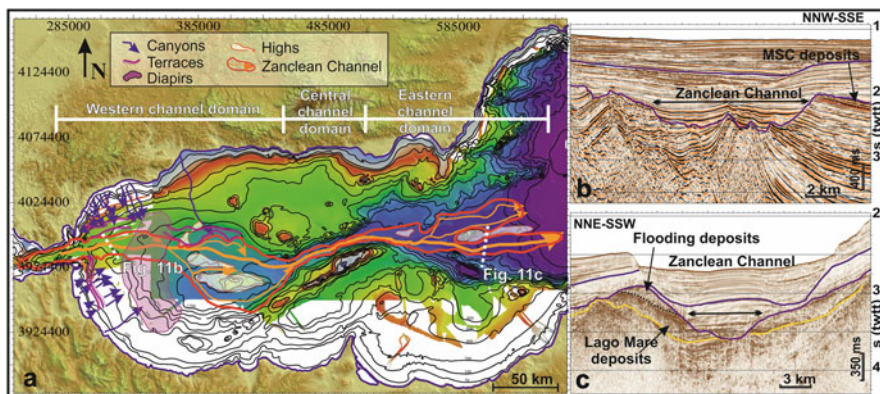 285000 385000 485000 585000
4124400
4074400
4024400
3974400
3924400
N
Canyons
Terraces
Diapirs
Highs
Zanclean Channel
Western channel domain
Central channel domain
Eastern channel domain
Fig. 11b
Fig. 11c
a
50 km
NNW-SSE
1
MSC deposits
2
Zanclean Channel
3
s (twtt)
400 ms
b
2 km
NNE-SSW
2
Flooding deposits
Zanclean Channel
3
Lago Mare
deposits
s (twtt)
350 ms
4
c
3 km